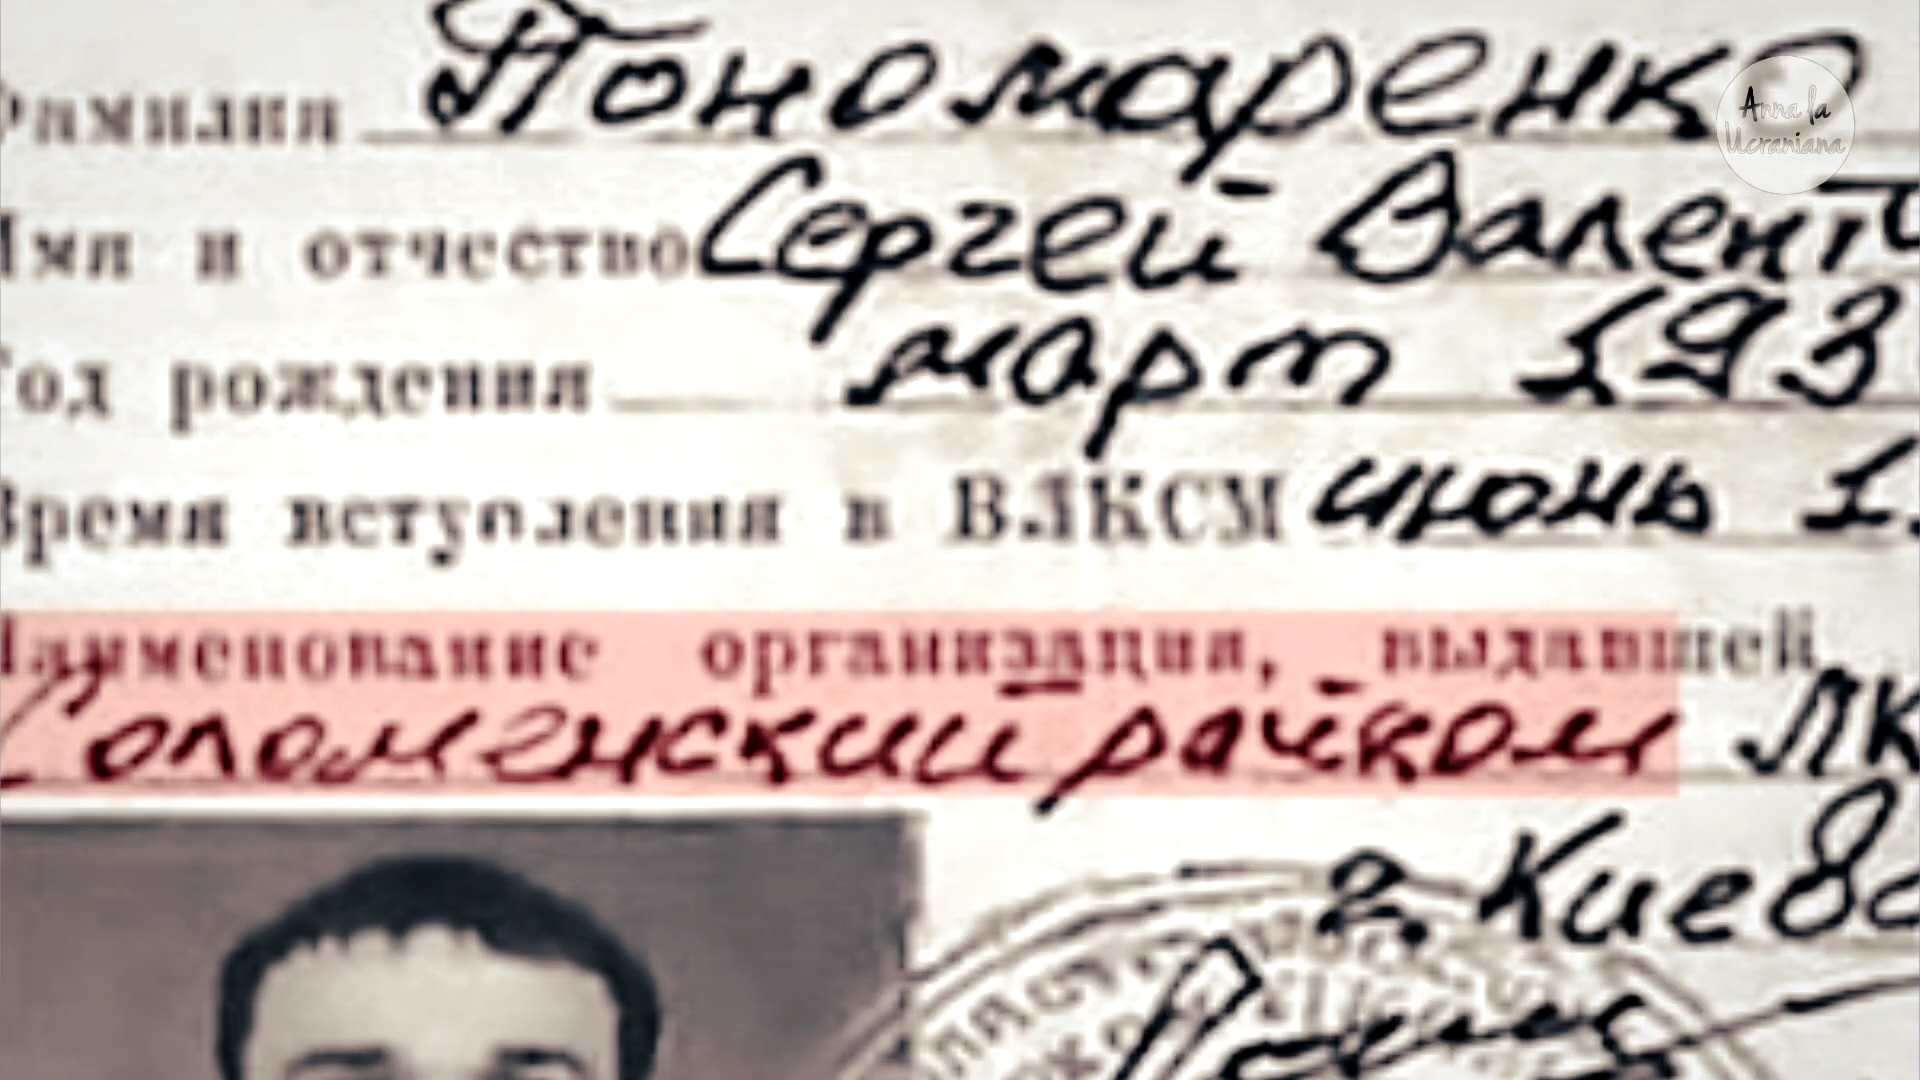 Фамилия Пономаренко
Anna la
Ucraniana
Имя и отчество Сергей Валенти
Год рождения март 193
Время вступления в ВЛКСМ июнь 1
Наименование организации, выдавшей
Соломенский райком ЛК
г. Киева